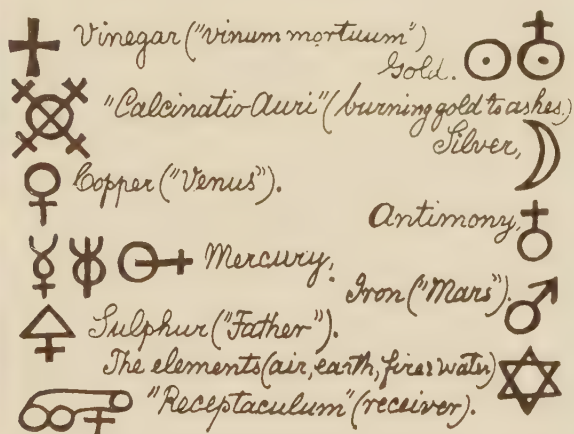 Vinegar ("vinum mortuum")
Gold.
"Calcinatio Auri" (burning gold to ashes.)
Silver,
Copper ("Venus").
Antimony,
Mercury,
Iron ("Mars").
Sulphur ("Father").
The elements (air, earth, fire & water)
"Receptaculum" (receiver).